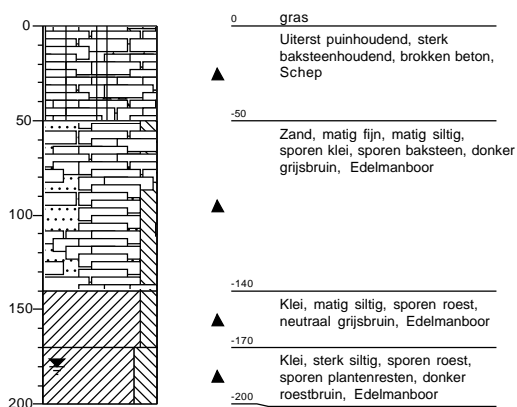 0
50
100
150
200
0 gras
Uiterst puinhoudend, sterk
baksteenhoudend, brokken beton,
Schep
-50
Zand, matig fijn, matig siltig,
sporen klei, sporen baksteen, donker
grijsbruin, Edelmanboor
-140
Klei, matig siltig, sporen roest,
neutraal grijsbruin, Edelmanboor
-170
Klei, sterk siltig, sporen roest,
sporen plantenresten, donker
roestbruin, Edelmanboor
-200